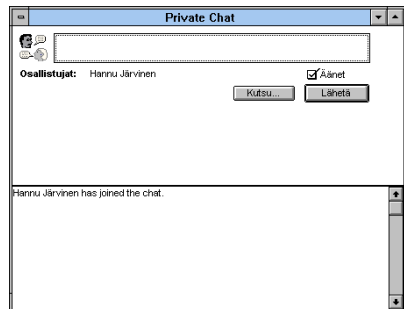 Private Chat
Osallistujat: Hannu Järvinen
Äänet
Kutsu...
Lähetä
Hannu Järvinen has joined the chat.